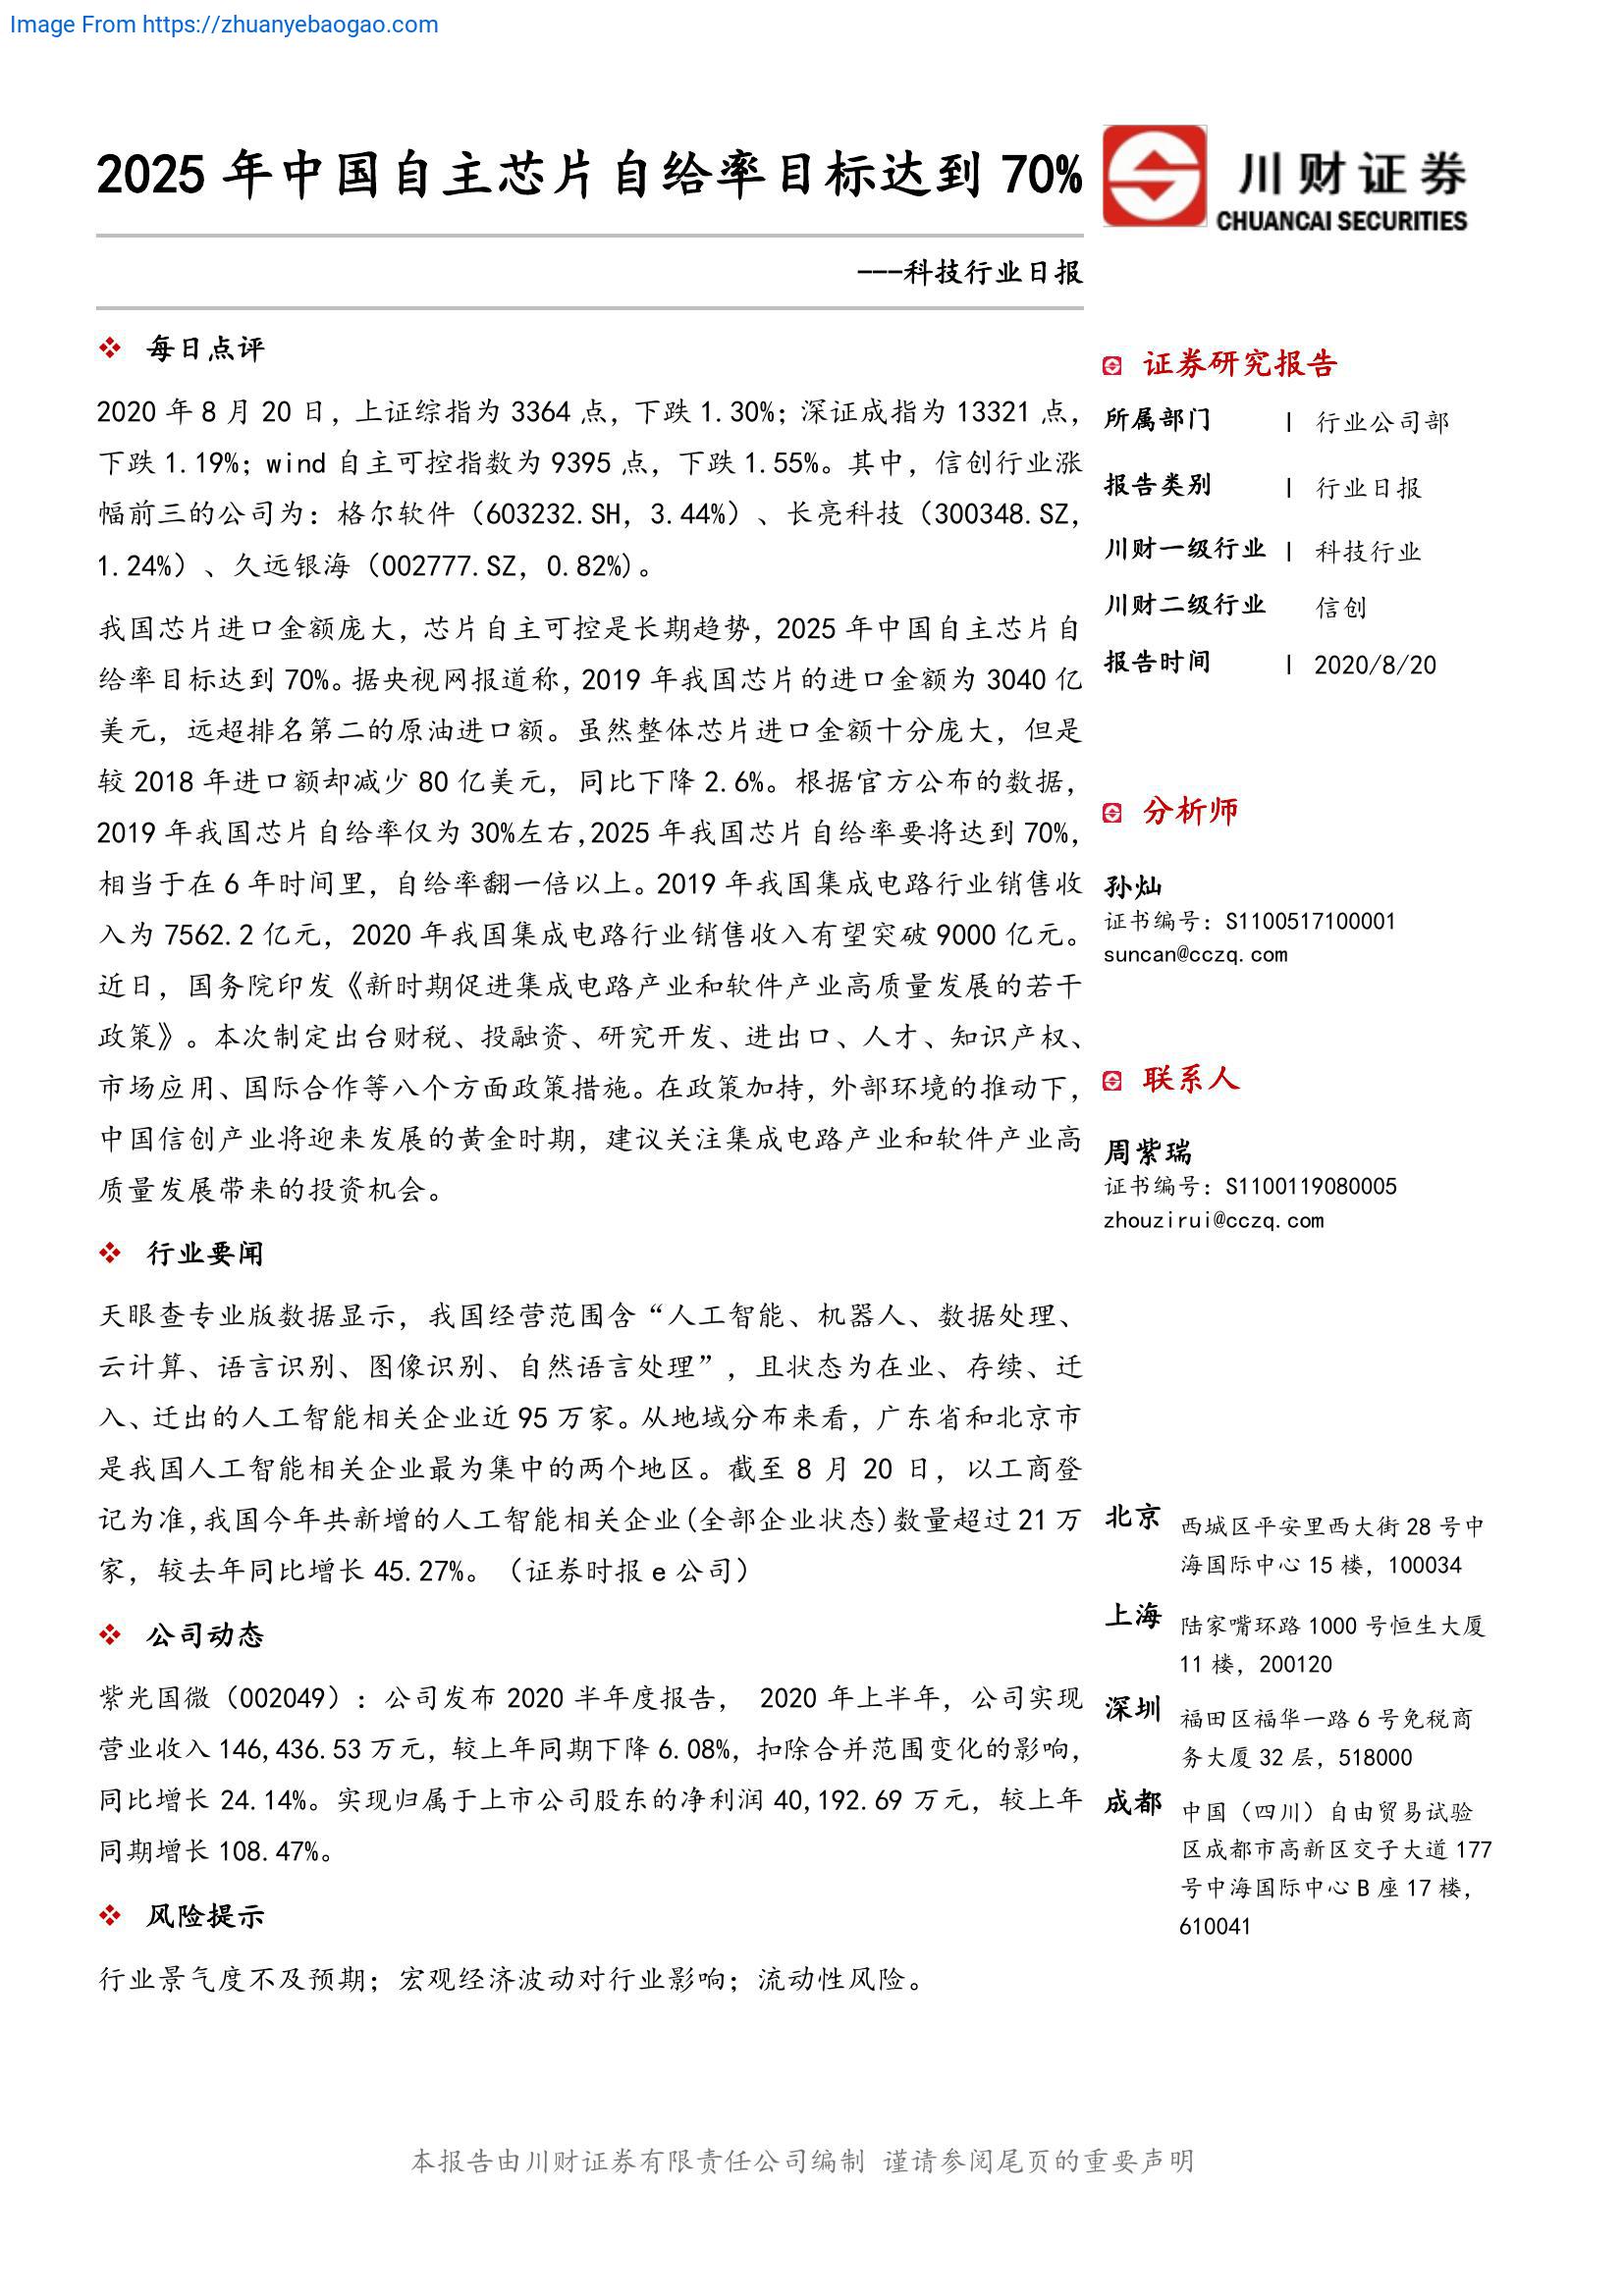 Image From https://zhuanyebaogao.com
2025 年中国自主芯片自给率目标达到 70%
川财证券
CHUANCAI SECURITIES
---科技行业日报
❖ 每日点评
2020 年 8 月 20 日，上证综指为 3364 点，下跌 1.30%；深证成指为 13321 点，
下跌 1.19%；wind 自主可控指数为 9395 点，下跌 1.55%。其中，信创行业涨
幅前三的公司为：格尔软件（603232.SH，3.44%）、长亮科技（300348.SZ，
1.24%）、久远银海（002777.SZ，0.82%)。
我国芯片进口金额庞大，芯片自主可控是长期趋势，2025 年中国自主芯片自
给率目标达到 70%。据央视网报道称，2019 年我国芯片的进口金额为 3040 亿
美元，远超排名第二的原油进口额。虽然整体芯片进口金额十分庞大，但是
较 2018 年进口额却减少 80 亿美元，同比下降 2.6%。根据官方公布的数据，
2019 年我国芯片自给率仅为 30%左右,2025 年我国芯片自给率要将达到 70%，
相当于在 6 年时间里，自给率翻一倍以上。2019 年我国集成电路行业销售收
入为 7562.2 亿元，2020 年我国集成电路行业销售收入有望突破 9000 亿元。
近日，国务院印发《新时期促进集成电路产业和软件产业高质量发展的若干
政策》。本次制定出台财税、投融资、研究开发、进出口、人才、知识产权、
市场应用、国际合作等八个方面政策措施。在政策加持，外部环境的推动下，
中国信创产业将迎来发展的黄金时期，建议关注集成电路产业和软件产业高
质量发展带来的投资机会。
❖ 行业要闻
天眼查专业版数据显示，我国经营范围含“人工智能、机器人、数据处理、
云计算、语言识别、图像识别、自然语言处理”，且状态为在业、存续、迁
入、迁出的人工智能相关企业近 95 万家。从地域分布来看，广东省和北京市
是我国人工智能相关企业最为集中的两个地区。截至 8 月 20 日，以工商登
记为准,我国今年共新增的人工智能相关企业(全部企业状态)数量超过 21 万
家，较去年同比增长 45.27%。（证券时报 e 公司）
❖ 公司动态
紫光国微（002049）：公司发布 2020 半年度报告， 2020 年上半年，公司实现
营业收入 146,436.53 万元，较上年同期下降 6.08%，扣除合并范围变化的影响，
同比增长 24.14%。实现归属于上市公司股东的净利润 40,192.69 万元，较上年
同期增长 108.47%。
❖ 风险提示
行业景气度不及预期；宏观经济波动对行业影响；流动性风险。
证券研究报告
所属部门 | 行业公司部
报告类别 | 行业日报
川财一级行业 | 科技行业
川财二级行业 信创
报告时间 | 2020/8/20
分析师
孙灿
证书编号：S1100517100001
suncan@cczq.com
联系人
周紫瑞
证书编号：S1100119080005
zhouzirui@cczq.com
北京 西城区平安里西大街 28 号中
海国际中心 15 楼，100034
上海 陆家嘴环路 1000 号恒生大厦
11 楼，200120
深圳 福田区福华一路 6 号免税商
务大厦 32 层，518000
成都 中国（四川）自由贸易试验
区成都市高新区交子大道 177
号中海国际中心 B 座 17 楼，
610041
本报告由川财证券有限责任公司编制 谨请参阅尾页的重要声明